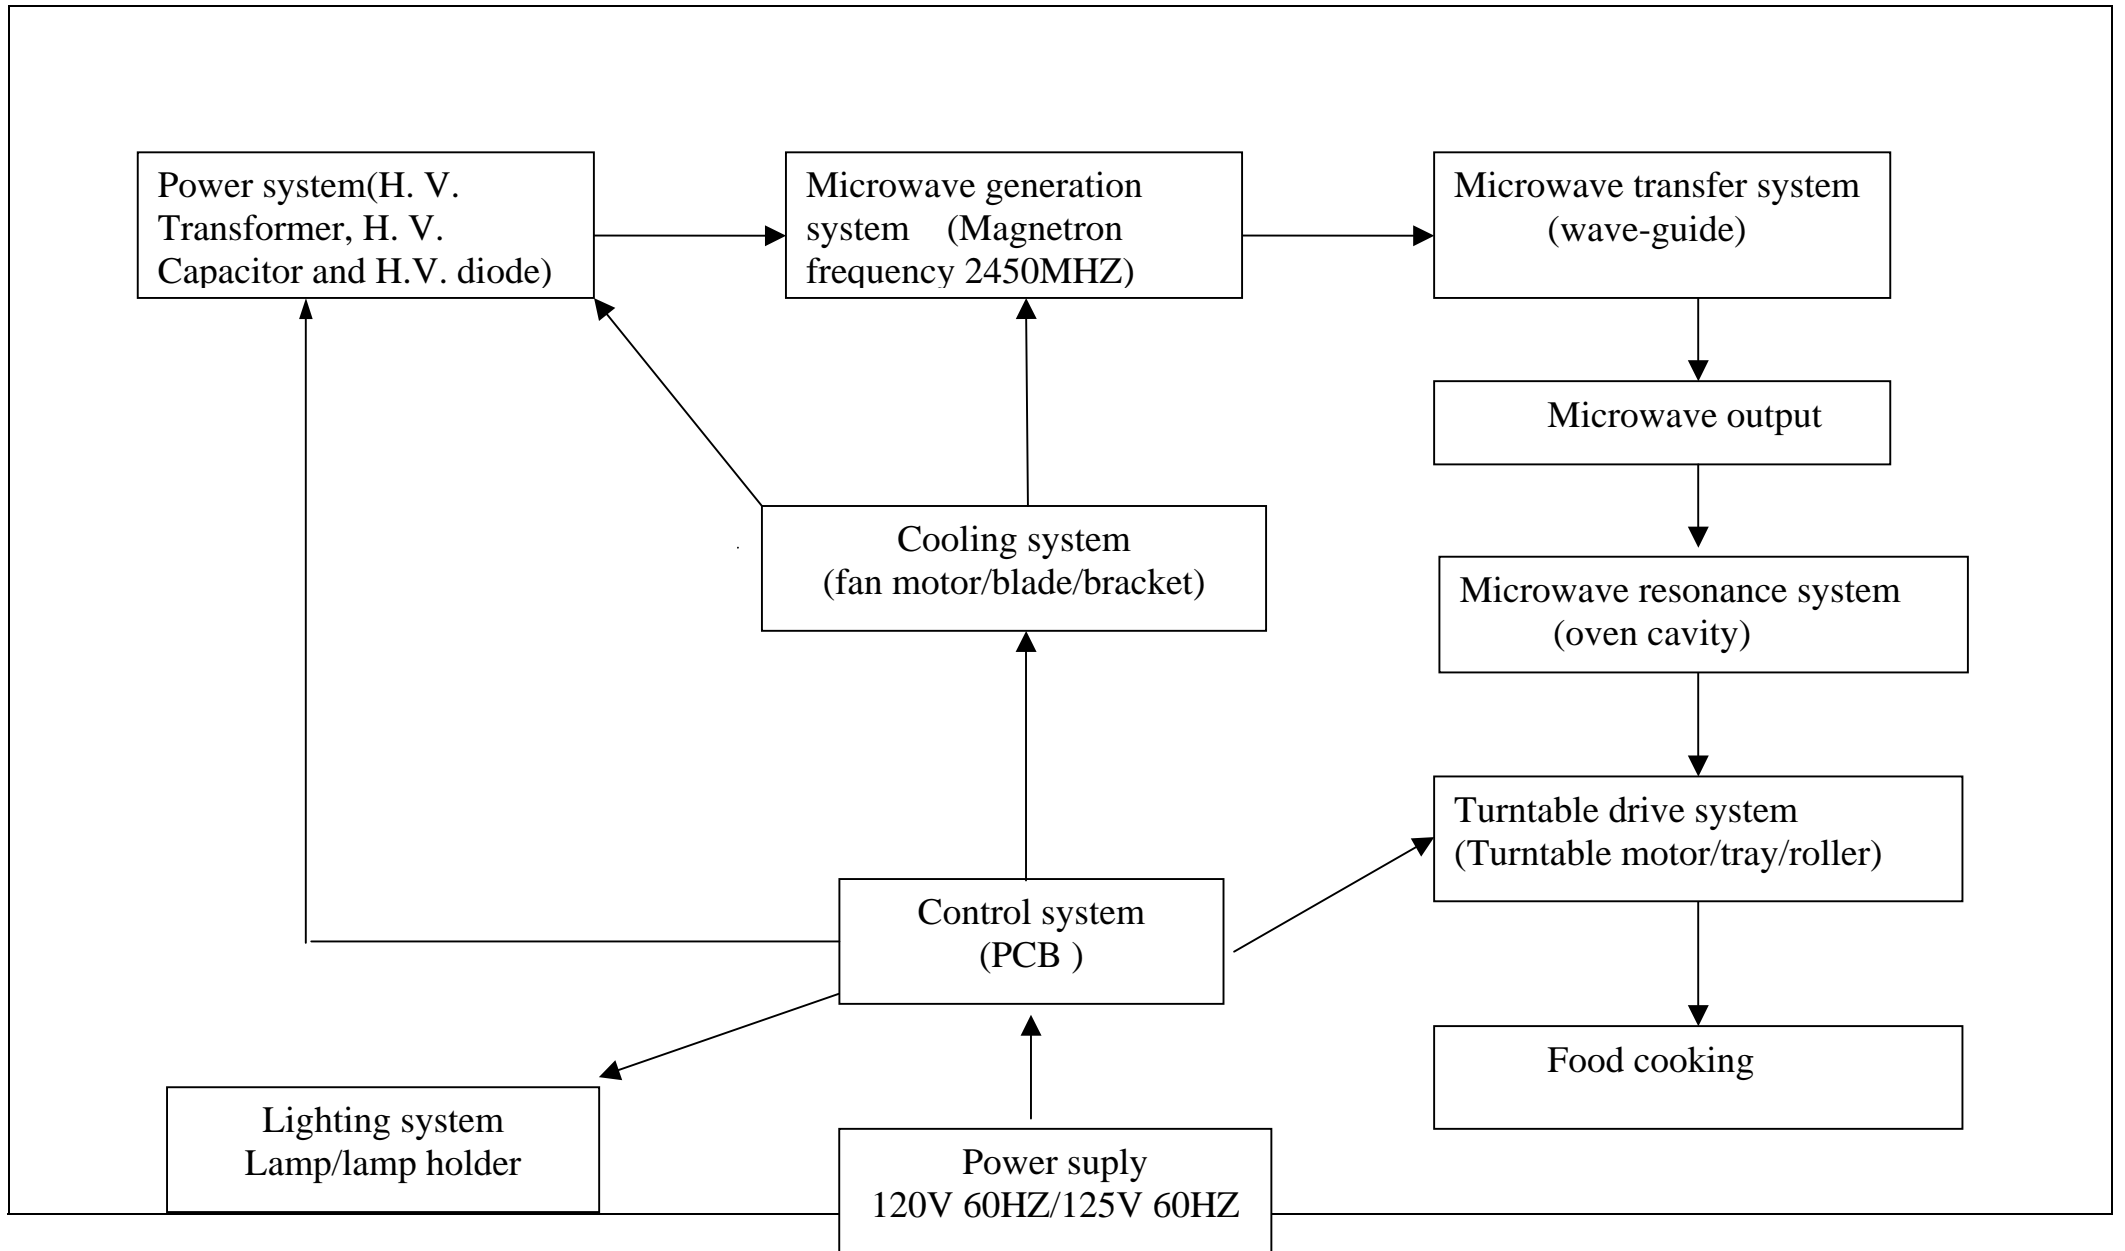 Power system(H. V.
Transformer, H. V.
Capacitor and H.V. diode)
Microwave generation
system (Magnetron
frequency 2450MHZ)
Microwave transfer system
(wave-guide)
Microwave output
Cooling system
(fan motor/blade/bracket)
Microwave resonance system
(oven cavity)
Turntable drive system
(Turntable motor/tray/roller)
Control system
(PCB )
Food cooking
Lighting system
Lamp/lamp holder
Power suply
120V 60HZ/125V 60HZ